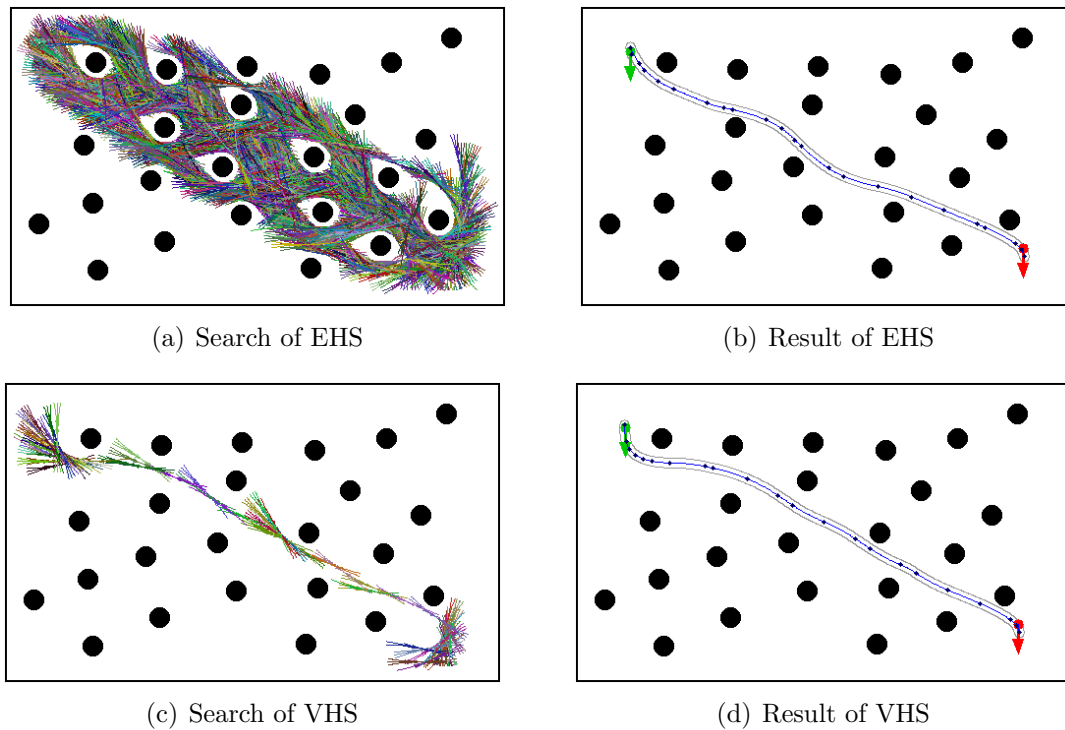 (a) Search of EHS
(b) Result of EHS
(c) Search of VHS
(d) Result of VHS